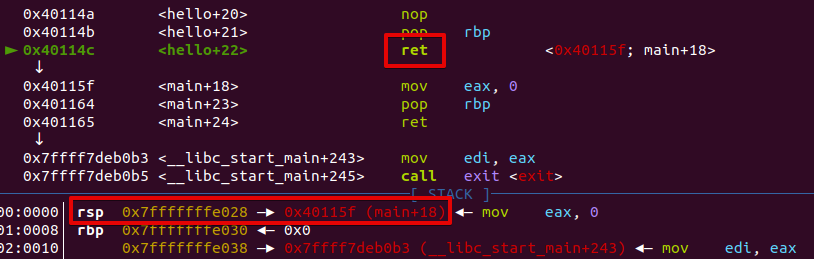 0x40114a <hello+20> nop
0x40114b <hello+21> pop rbp
► 0x40114c <hello+22> ret <0x40115f; main+18>
↓
0x40115f <main+18> mov eax, 0
0x401164 <main+23> pop rbp
0x401165 <main+24> ret
↓
0x7ffff7deb0b3 <__libc_start_main+243> mov edi, eax
0x7ffff7deb0b5 <__libc_start_main+245> call exit <exit>
[ STACK ]
00:0000│ rsp 0x7fffffffe028 —▸ 0x40115f (main+18) ◂— mov eax, 0
01:0008│ rbp 0x7fffffffe030 ◂— 0x0
02:0010│ 0x7fffffffe038 —▸ 0x7ffff7deb0b3 (__libc_start_main+243) ◂— mov edi, eax